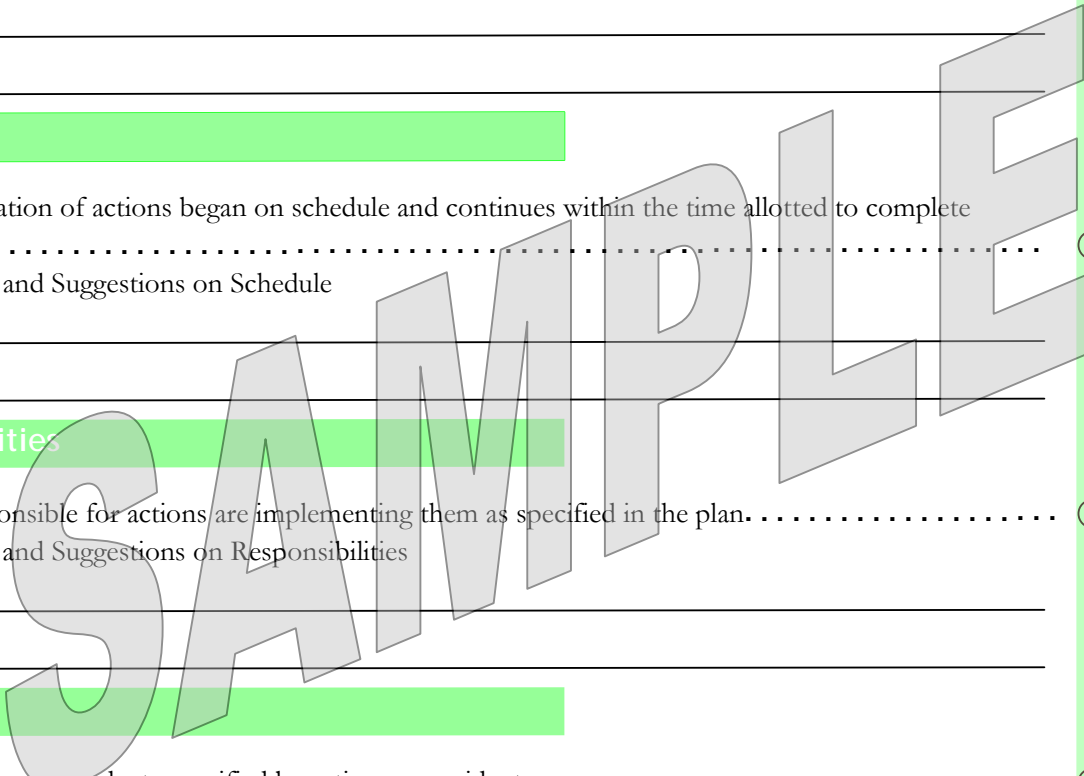 ation of actions began on schedule and continues within the time allotted to complete
and Suggestions on Schedule
ities
onsible for actions are implementing them as specified in the plan
and Suggestions on Responsibilities
SAMPLE